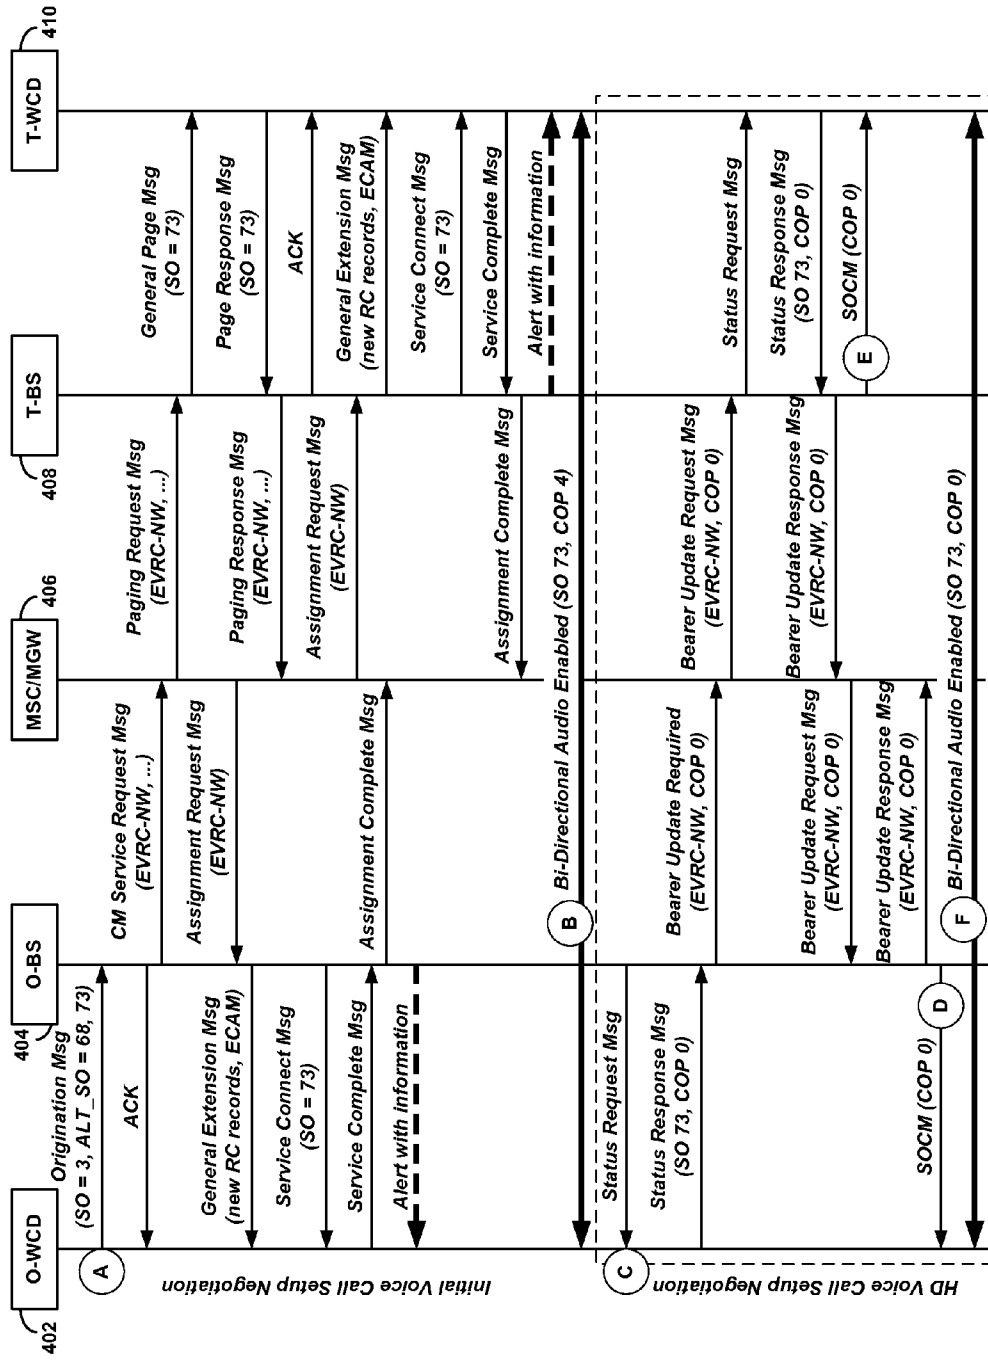 O-WCD
402
O-BS
404
MSC/MGW
406
T-BS
408
T-WCD
410
Initial Voice Call Setup Negotiation
A
Origination Msg
(SO = 3, ALT_SO = 68, 73)
ACK
CM Service Request Msg
(EVRC-NW, ...)
Paging Request Msg
(EVRC-NW, ...)
General Page Msg
(SO = 73)
Assignment Request Msg
(EVRC-NW)
General Extension Msg
(new RC records, ECAM)
Page Response Msg
(SO = 73)
Paging Response Msg
(EVRC-NW, ...)
ACK
Service Connect Msg
(SO = 73)
Assignment Request Msg
(EVRC-NW)
Service Complete Msg
Assignment Complete Msg
General Extension Msg
(new RC records, ECAM)
Alert with information
Service Connect Msg
(SO = 73)
Service Complete Msg
Assignment Complete Msg
Alert with information
B
Bi-Directional Audio Enabled (SO 73, COP 4)
HD Voice Call Setup Negotiation
C
Status Request Msg
Status Response Msg
(SO 73, COP 0)
Bearer Update Required
(EVRC-NW, COP 0)
Bearer Update Request Msg
(EVRC-NW, COP 0)
Status Request Msg
Status Response Msg
(SO 73, COP 0)
Bearer Update Response Msg
(EVRC-NW, COP 0)
Bearer Update Request Msg
(EVRC-NW, COP 0)
E
SOCM (COP 0)
Bearer Update Response Msg
(EVRC-NW, COP 0)
D
SOCM (COP 0)
F
Bi-Directional Audio Enabled (SO 73, COP 0)